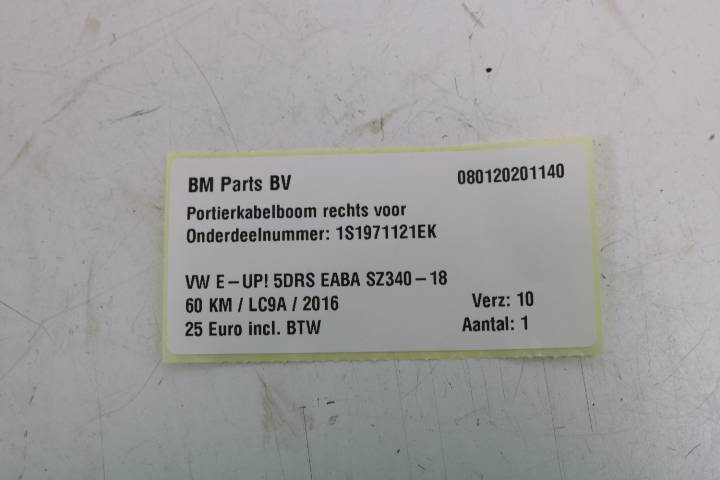 BM Parts BV 080120201140
Portierkabelboom rechts voor
Onderdeelnummer: 1S1971121EK
VW E-UP! 5DRS EABA SZ340-18
60 KM / LC9A / 2016 Verz: 10
25 Euro incl. BTW Aantal: 1